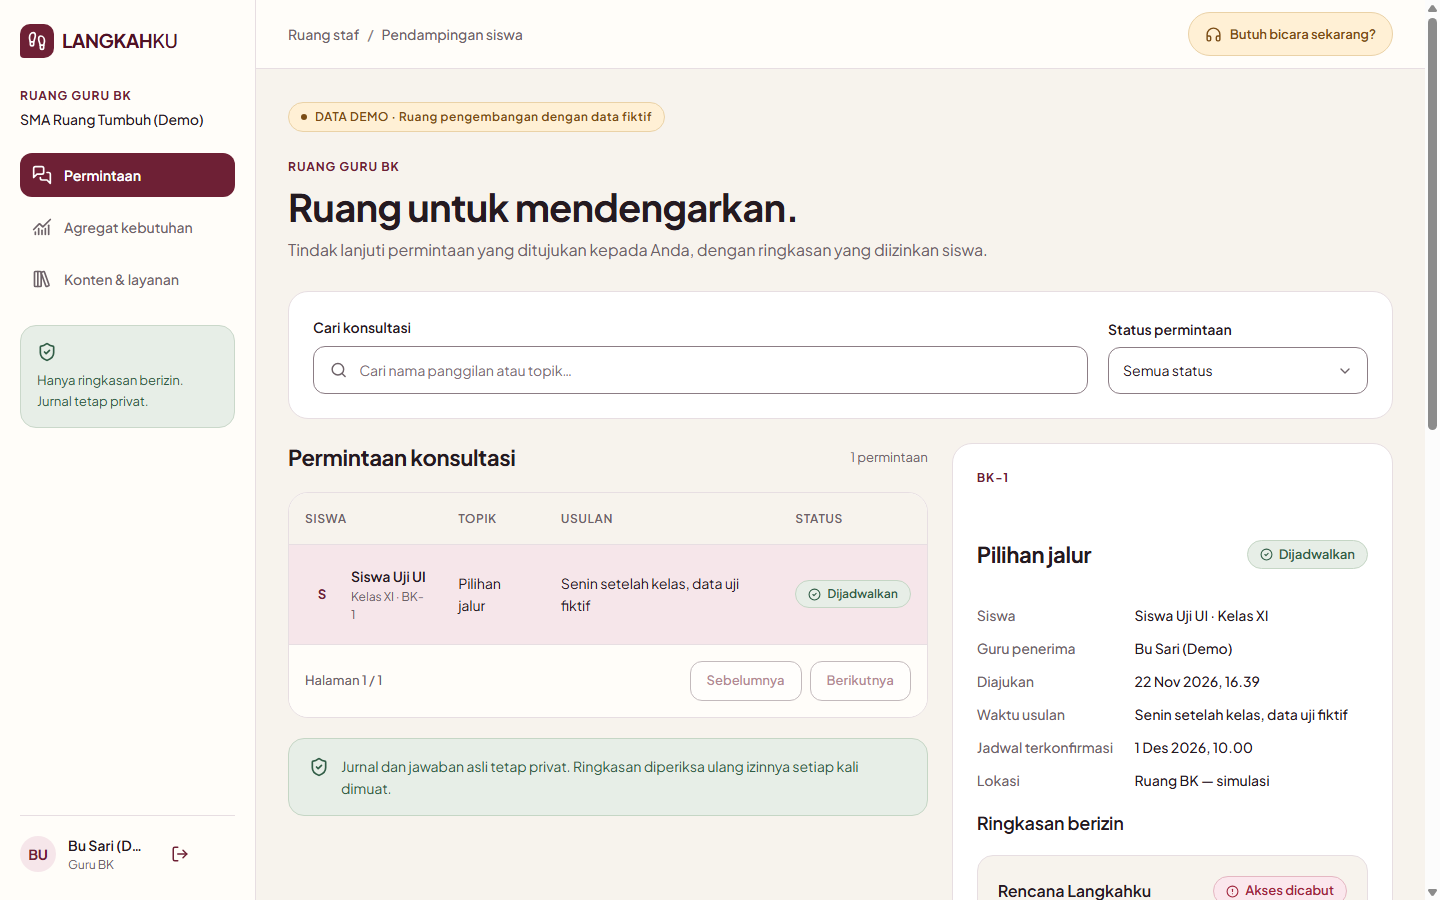 LANGKAHKU
RUANG GURU BK
SMA Ruang Tumbuh (Demo)
Permintaan
Agregat kebutuhan
Konten & layanan
Hanya ringkasan berizin.
Jurnal tetap privat.
BU
Bu Sari (D...
Guru BK
Ruang staf / Pendampingan siswa
Butuh bicara sekarang?
DATA DEMO · Ruang pengembangan dengan data fiktif
RUANG GURU BK
Ruang untuk mendengarkan.
Tindak lanjuti permintaan yang ditujukan kepada Anda, dengan ringkasan yang diizinkan siswa.
Cari konsultasi
Cari nama panggilan atau topik...
Status permintaan
Semua status
Permintaan konsultasi
1 permintaan
SISWA TOPIK USULAN STATUS
S
Siswa Uji UI
Kelas XI · BK-
1
Pilihan
jalur
Senin setelah kelas, data uji
fiktif
Dijadwalkan
Halaman 1 / 1
Sebelumnya
Berikutnya
Jurnal dan jawaban asli tetap privat. Ringkasan diperiksa ulang izinnya setiap kali
dimuat.
BK-1
Pilihan jalur
Dijadwalkan
Siswa Siswa Uji UI · Kelas XI
Guru penerima Bu Sari (Demo)
Diajukan 22 Nov 2026, 16.39
Waktu usulan Senin setelah kelas, data uji fiktif
Jadwal terkonfirmasi 1 Des 2026, 10.00
Lokasi Ruang BK — simulasi
Ringkasan berizin
Rencana Langkahku
Akses dicabut